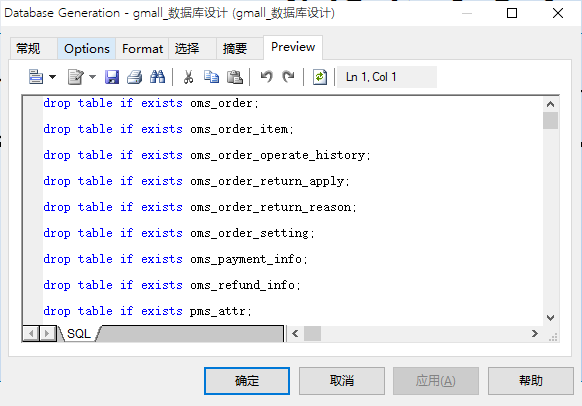 Database Generation - gmall_数据库设计 (gmall_数据库设计)
常规 Options Format 选择 摘要 Preview
Ln 1, Col 1
drop table if exists oms_order;
drop table if exists oms_order_item;
drop table if exists oms_order_operate_history;
drop table if exists oms_order_return_apply;
drop table if exists oms_order_return_reason;
drop table if exists oms_order_setting;
drop table if exists oms_payment_info;
drop table if exists oms_refund_info;
drop table if exists pms_attr;
SQL
确定 取消 应用(A) 帮助